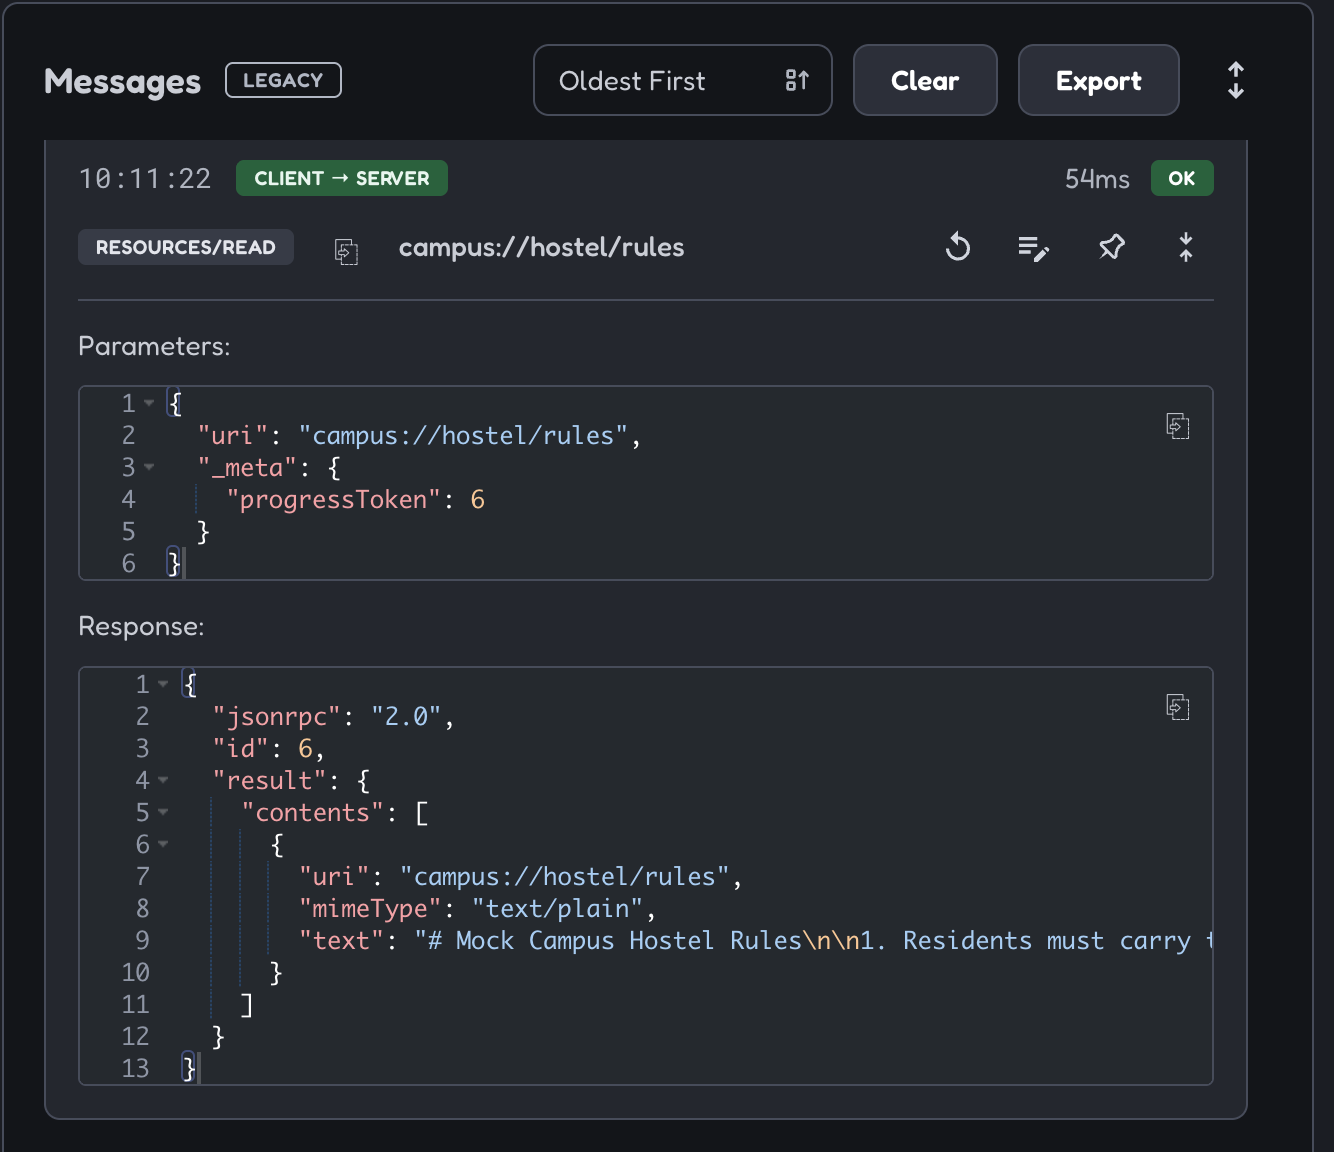 Messages LEGACY Oldest First Clear Export
10:11:22 CLIENT → SERVER 54ms OK
RESOURCES/READ campus://hostel/rules
Parameters:
1 {
2 "uri": "campus://hostel/rules",
3 "_meta": {
4 "progressToken": 6
5 }
6 }
Response:
1 {
2 "jsonrpc": "2.0",
3 "id": 6,
4 "result": {
5 "contents": [
6 {
7 "uri": "campus://hostel/rules",
8 "mimeType": "text/plain",
9 "text": "# Mock Campus Hostel Rules\n\n1. Residents must carry
10 }
11 ]
12 }
13 }